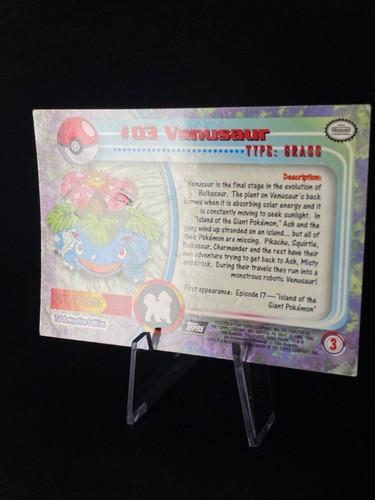 #03 Venusaur
TYPE: GRASS
Description:
Venusaur is the final stage in the evolution of
Bulbasaur. The plant on Venusaur's back
blooms when it is absorbing solar energy and it
is constantly moving to seek sunlight. In
"Island of the Giant Pokémon," Ash and the
gang wind up stranded on an island... but all of
their Pokémon are missing. Pikachu, Squirtle,
Bulbasaur, Charmander and the rest have their
own adventure trying to get back to Ash, Misty
and Brock. During their travels they run into a
monstrous robotic Venusaur!
First appearance: Episode 17—"Island of the
Giant Pokémon"
TOPPS
3